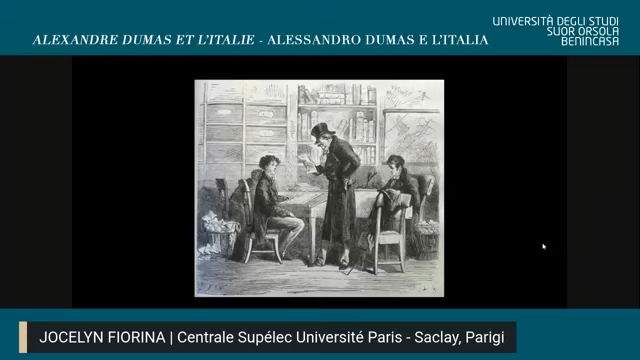 UNIVERSITÀ DEGLI STUDI
SUOR ORSOLA
BENINCASA
ALEXANDRE DUMAS ET L'ITALIE - ALESSANDRO DUMAS E L'ITALIA
JOCELYN FIORINA | Centrale Supélec Université Paris - Saclay, Parigi